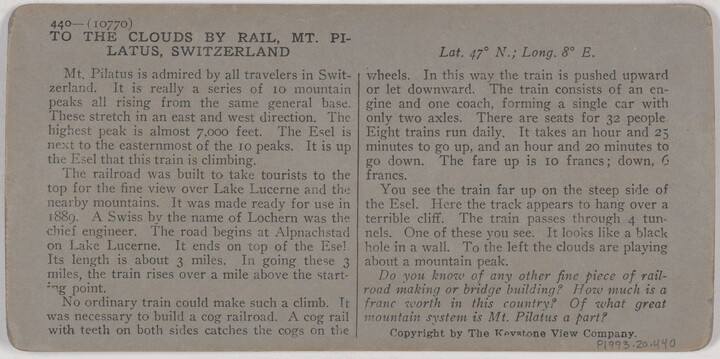 440—(10770)
TO THE CLOUDS BY RAIL, MT. PI-
LATUS, SWITZERLAND
Lat. 47° N.; Long. 8° E.
Mt. Pilatus is admired by all travelers in Swit-
zerland. It is really a series of 10 mountain
peaks all rising from the same general base.
These stretch in an east and west direction. The
highest peak is almost 7,000 feet. The Esel is
next to the easternmost of the 10 peaks. It is up
the Esel that this train is climbing.
The railroad was built to take tourists to the
top for the fine view over Lake Lucerne and the
nearby mountains. It was made ready for use in
1889. A Swiss by the name of Lochern was the
chief engineer. The road begins at Alpnachstad
on Lake Lucerne. It ends on top of the Esel.
Its length is about 3 miles. In going these 3
miles, the train rises over a mile above the start-
ing point.
No ordinary train could make such a climb. It
was necessary to build a cog railroad. A cog rail
with teeth on both sides catches the cogs on the
wheels. In this way the train is pushed upward
or let downward. The train consists of an en-
gine and one coach, forming a single car with
only two axles. There are seats for 32 people.
Eight trains run daily. It takes an hour and 25
minutes to go up, and an hour and 20 minutes to
go down. The fare up is 10 francs; down, 6
francs.
You see the train far up on the steep side of
the Esel. Here the track appears to hang over a
terrible cliff. The train passes through 4 tun-
nels. One of these you see. It looks like a black
hole in a wall. To the left the clouds are playing
about a mountain peak.
Do you know of any other fine piece of rail-
road making or bridge building? How much is a
franc worth in this country? Of what great
mountain system is Mt. Pilatus a part?
Copyright by The Keystone View Company.
P1993.20.440